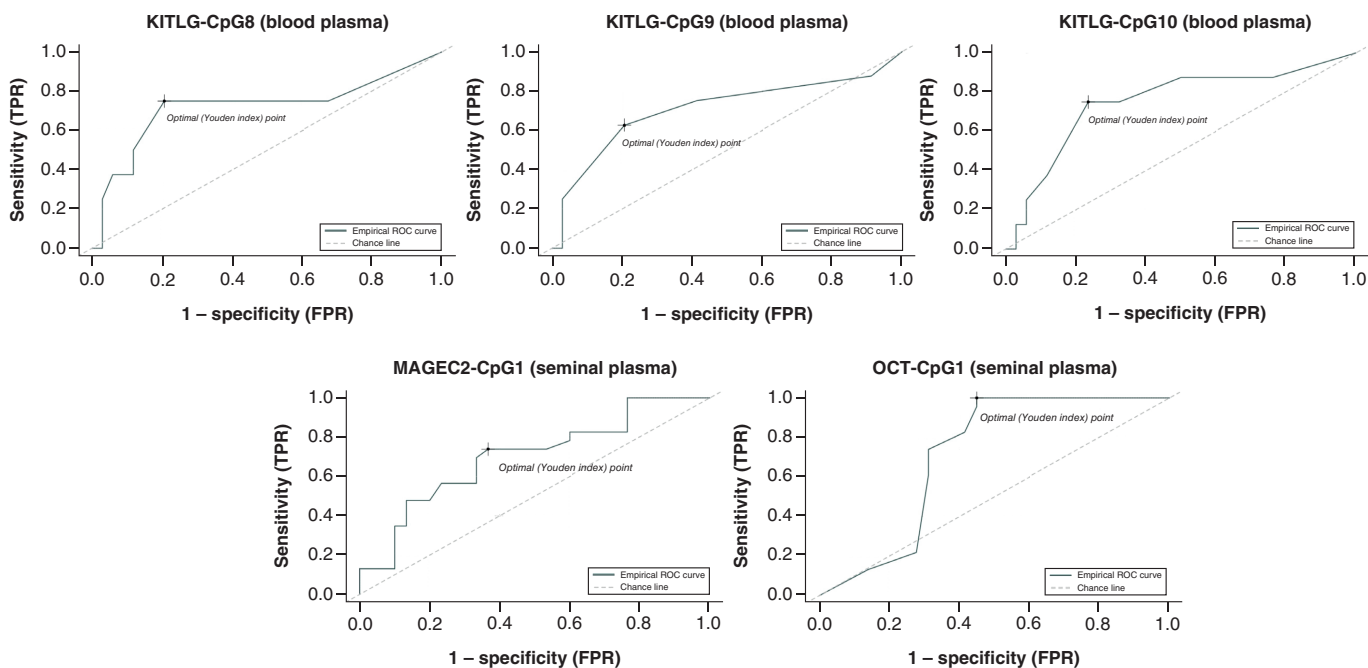 KITLG-CpG8 (blood plasma)
1.0
0.8
0.6
0.4
0.2
0.0
Sensitivity (TPR)
Optimal (Youden index) point
Empirical ROC curve
Chance line
0.0 0.2 0.4 0.6 0.8 1.0
1 – specificity (FPR)
KITLG-CpG9 (blood plasma)
1.0
0.8
0.6
0.4
0.2
0.0
Sensitivity (TPR)
Optimal (Youden index) point
Empirical ROC curve
Chance line
0.0 0.2 0.4 0.6 0.8 1.0
1 – specificity (FPR)
KITLG-CpG10 (blood plasma)
1.0
0.8
0.6
0.4
0.2
0.0
Sensitivity (TPR)
Optimal (Youden index) point
Empirical ROC curve
Chance line
0.0 0.2 0.4 0.6 0.8 1.0
1 – specificity (FPR)
MAGEC2-CpG1 (seminal plasma)
1.0
0.8
0.6
0.4
0.2
0.0
Sensitivity (TPR)
Optimal (Youden index) point
Empirical ROC curve
Chance line
0.0 0.2 0.4 0.6 0.8 1.0
1 – specificity (FPR)
OCT-CpG1 (seminal plasma)
1.0
0.8
0.6
0.4
0.2
0.0
Sensitivity (TPR)
Optimal (Youden index) point
Empirical ROC curve
Chance line
0.0 0.2 0.4 0.6 0.8 1.0
1 – specificity (FPR)